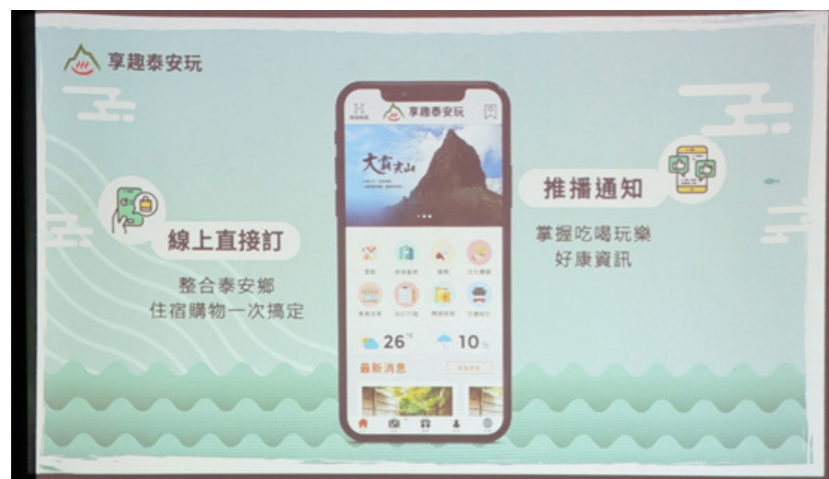 享趣泰安玩
享趣泰安玩
大霸尖山
線上直接訂
整合泰安鄉
住宿購物一次搞定
推播通知
掌握吃喝玩樂
好康資訊
26°C
10%
最新消息